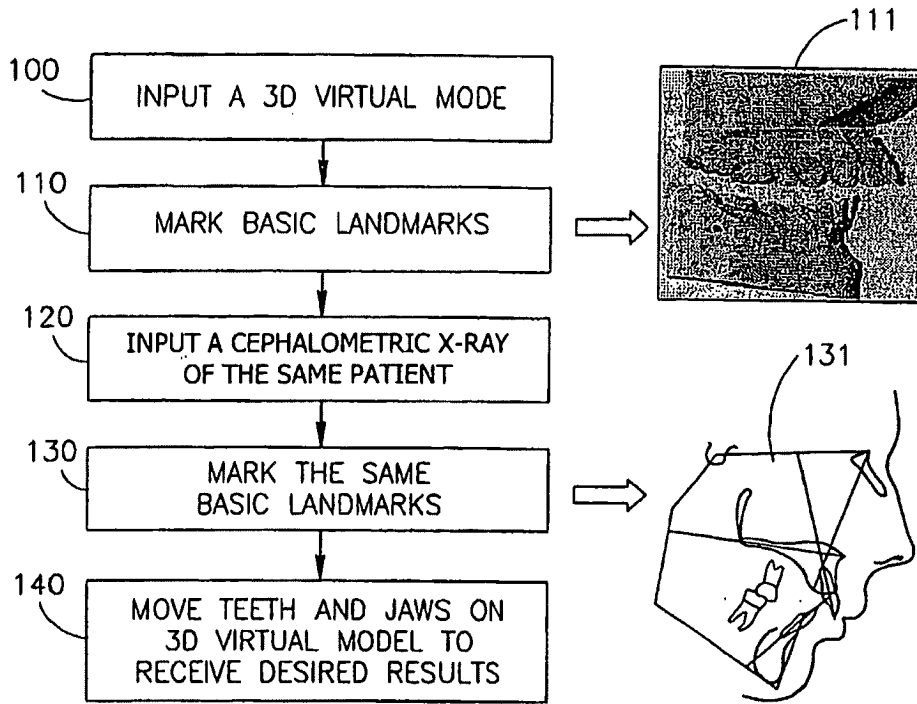 100
INPUT A 3D VIRTUAL MODE
111
110
MARK BASIC LANDMARKS
120
INPUT A CEPHALOMETRIC X-RAY
OF THE SAME PATIENT
131
130
MARK THE SAME
BASIC LANDMARKS
140
MOVE TEETH AND JAWS ON
3D VIRTUAL MODEL TO
RECEIVE DESIRED RESULTS